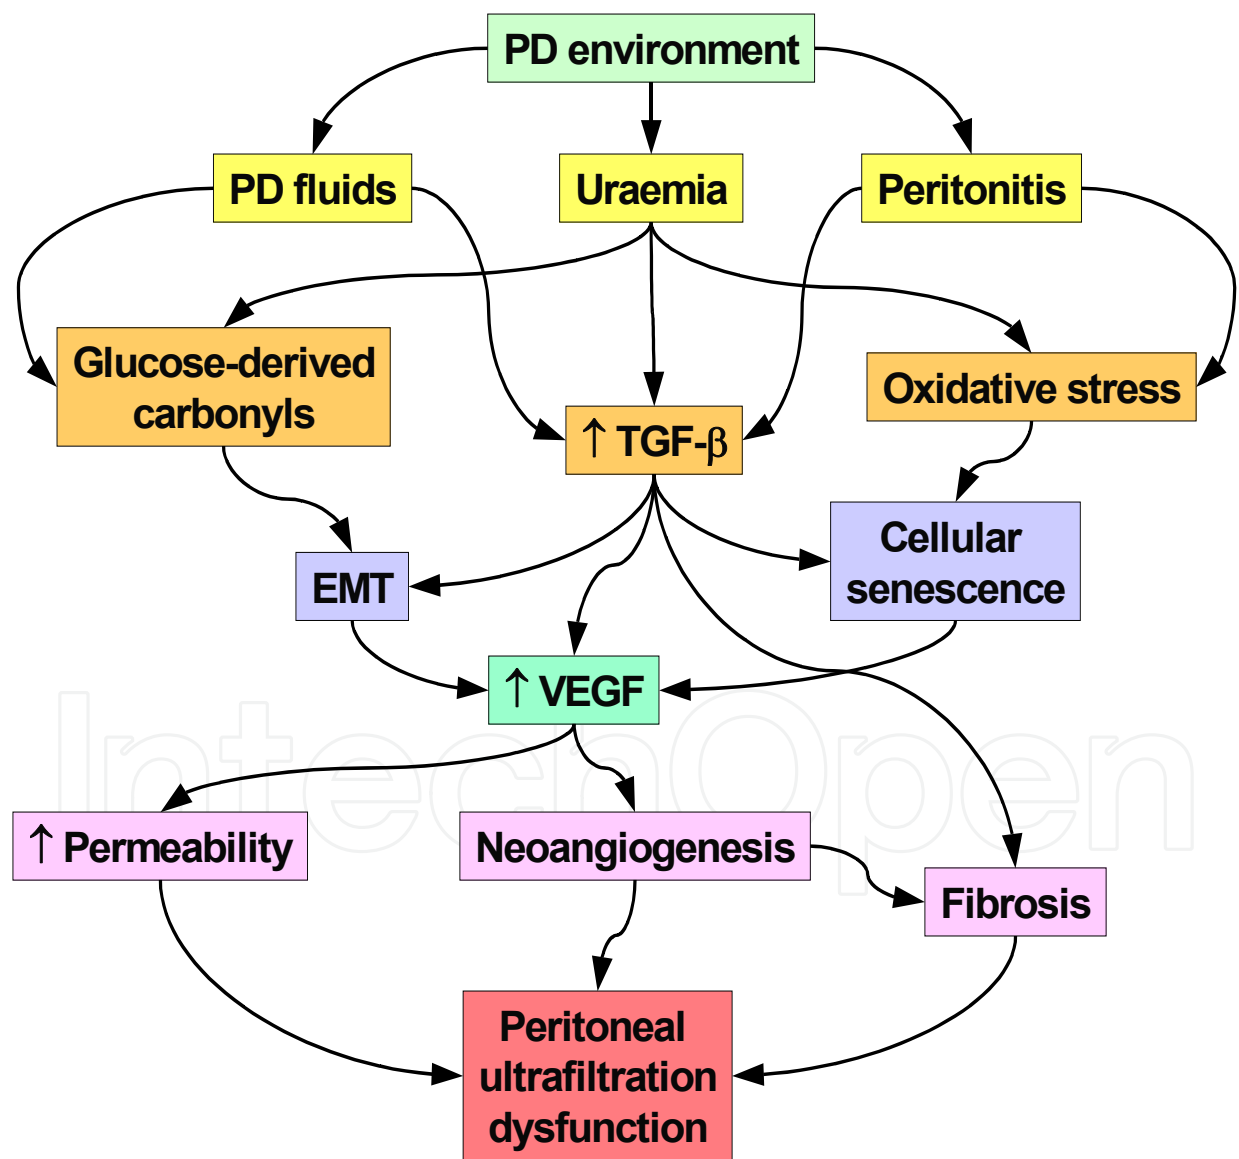 PD environment
PD fluids
Uraemia
Peritonitis
Glucose-derived
carbonyls
Oxidative stress
↑ TGF-β
Cellular
senescence
EMT
↑ VEGF
IntechOpen
↑ Permeability
Neoangiogenesis
Fibrosis
Peritoneal
ultrafiltration
dysfunction